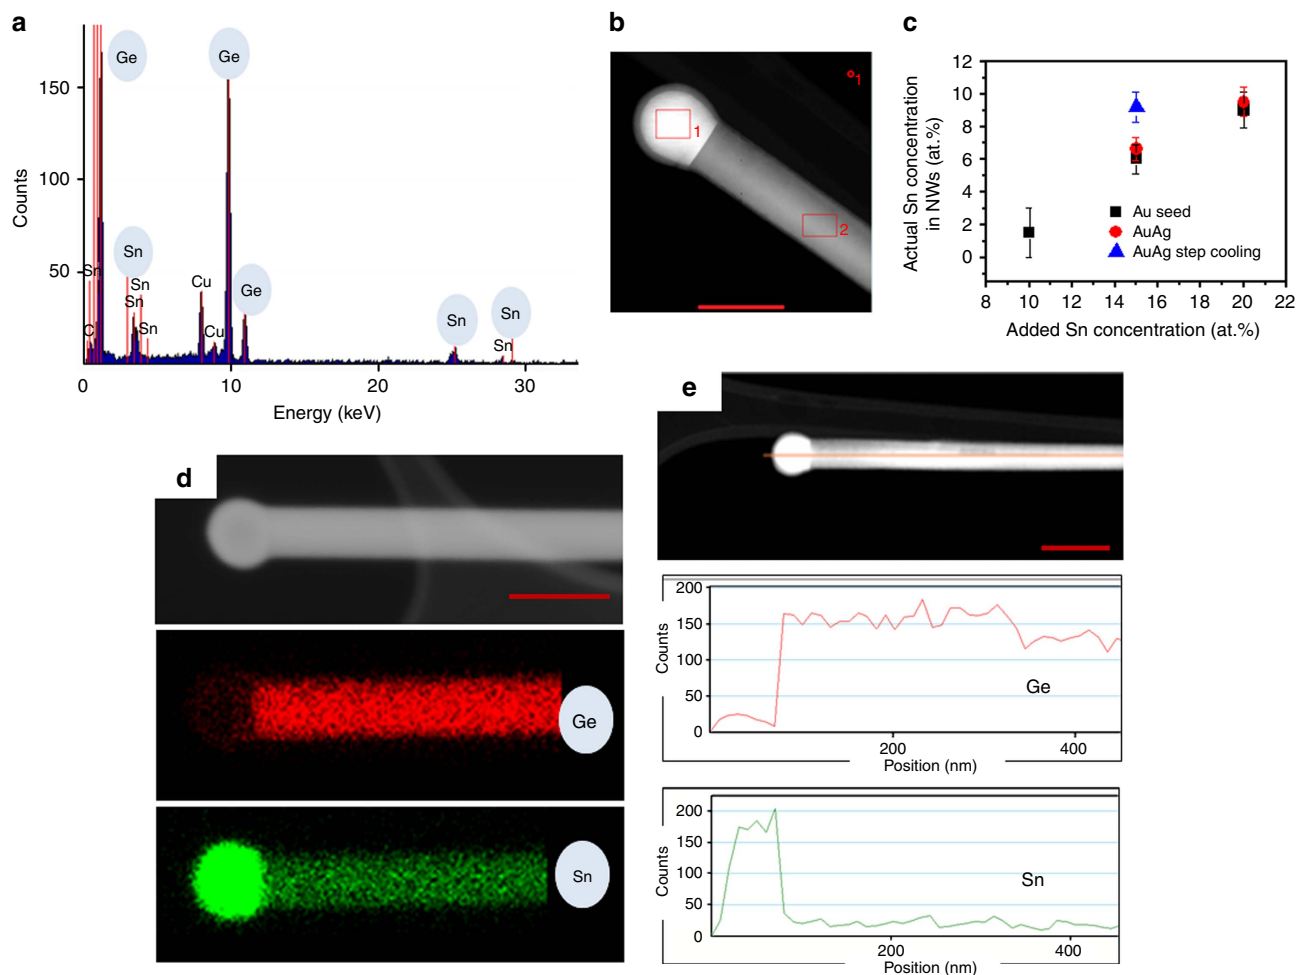 a
Counts
150
100
50
Ge
Ge
Sn
Sn
Sn
Sn
Sn
C
Cu
Cu
Ge
Sn
Sn
Sn
0
10
20
30
Energy (keV)
b
1
1
2
c
Actual Sn concentration
in NWs (at.%)
12
10
8
6
4
2
0
Au seed
AuAg
AuAg step cooling
8
10
12
14
16
18
20
22
Added Sn concentration (at.%)
d
Ge
Sn
e
Counts
200
150
100
50
0
Ge
200
400
Position (nm)
Counts
200
150
100
50
0
Sn
200
400
Position (nm)